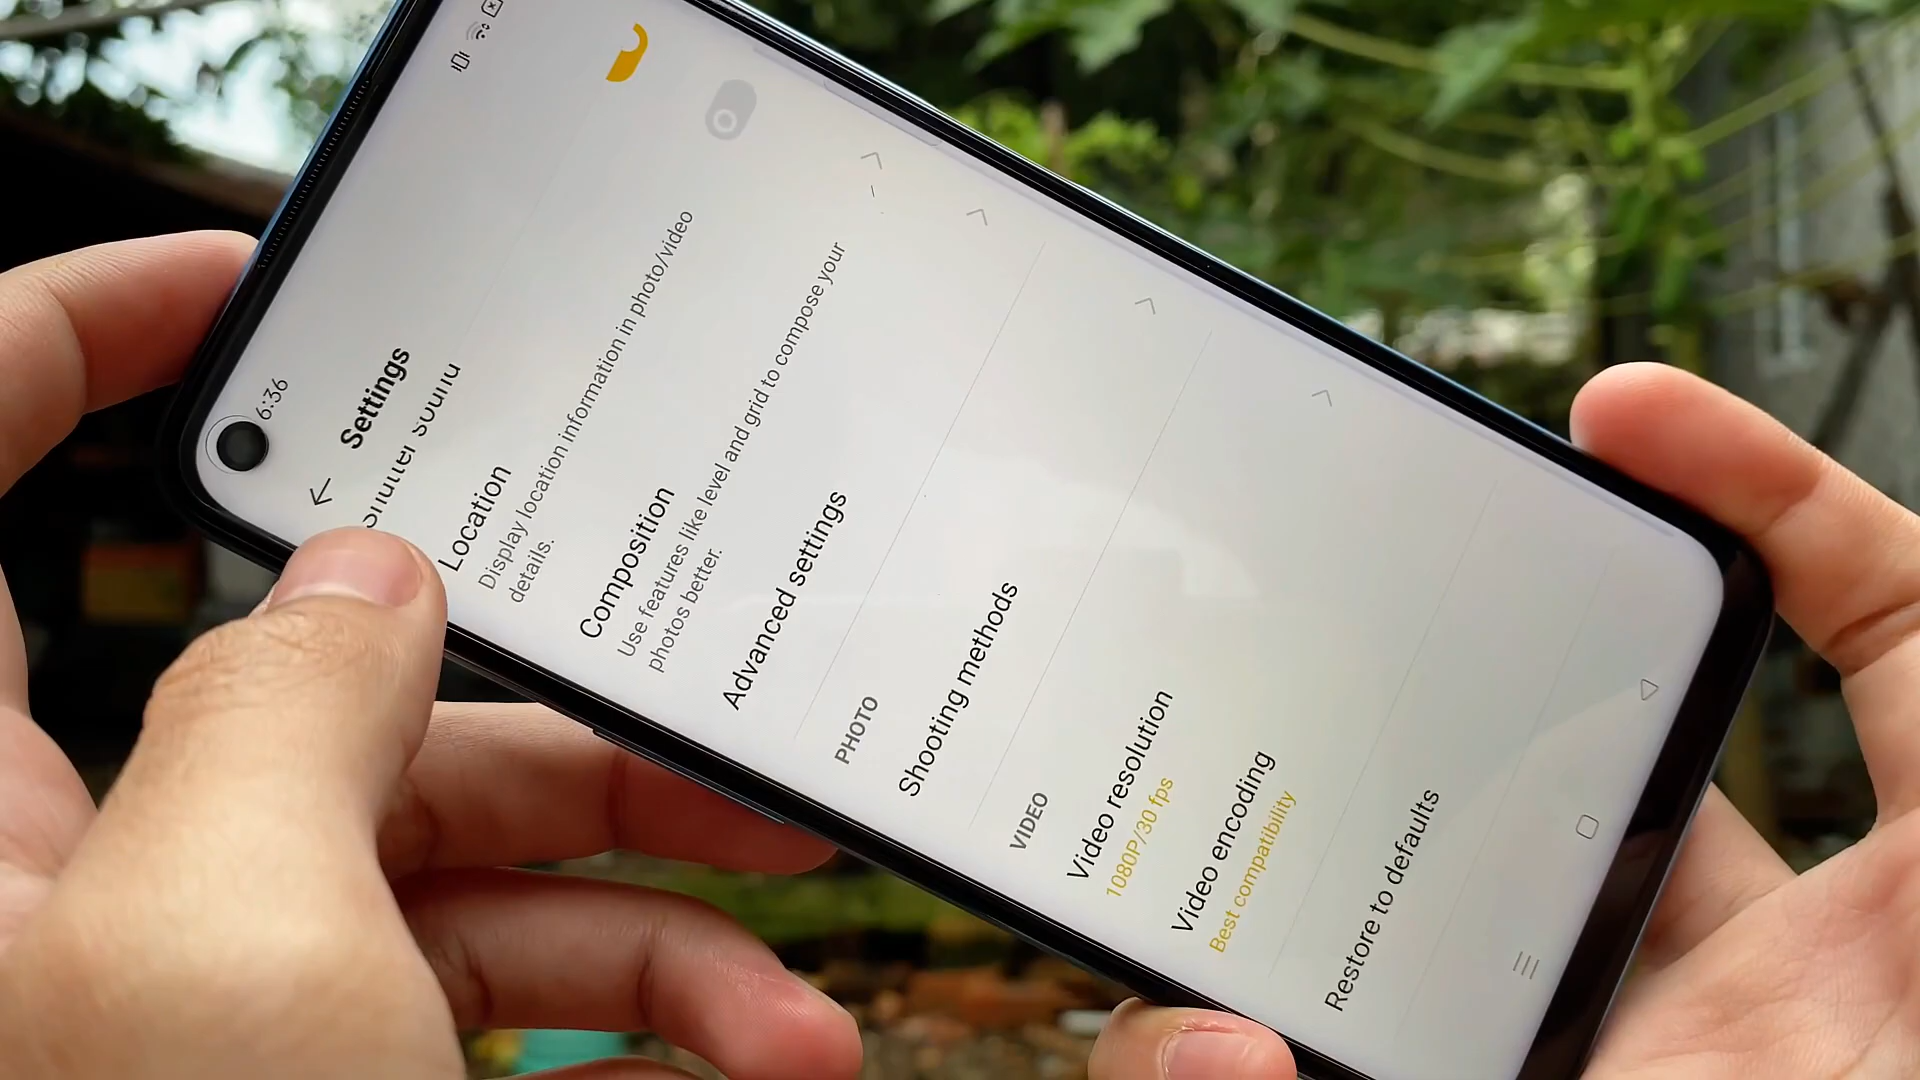 6:36
Settings
Shutter sound
Location
Display location information in photo/video
details.
Composition
Use features like level and grid to compose your
photos better.
Advanced settings
PHOTO
Shooting methods
VIDEO
Video resolution
1080P/30 fps
Video encoding
Best compatibility
Restore to defaults